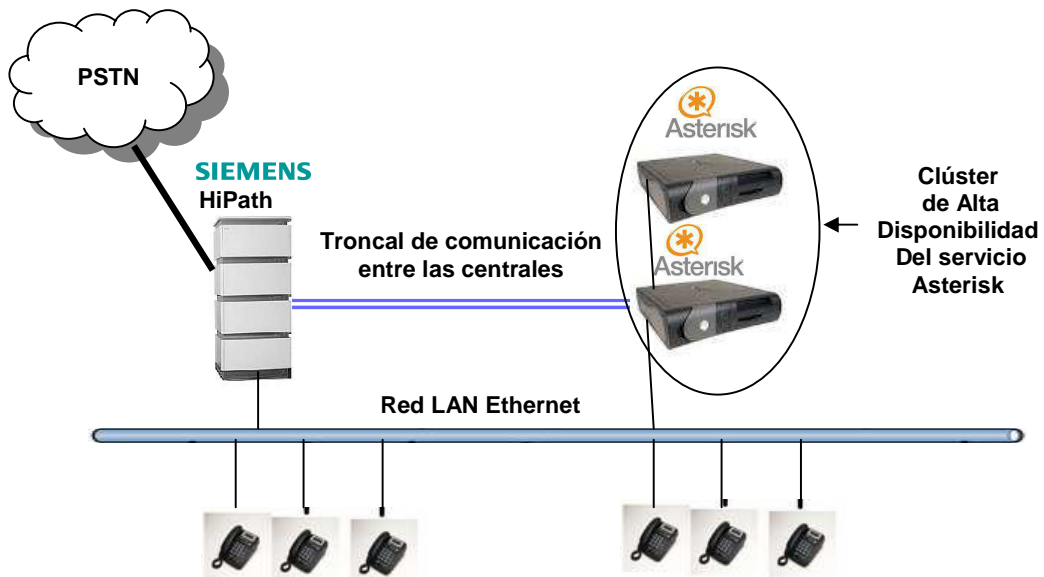 PSTN
SIEMENS
HiPath
Troncal de comunicación
entre las centrales
Asterisk
Asterisk
Clúster
de Alta
Disponibilidad
Del servicio
Asterisk
Red LAN Ethernet